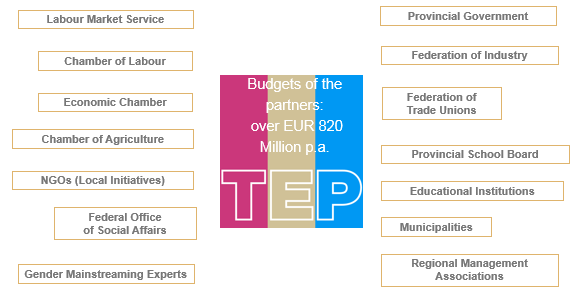 Labour Market Service
Chamber of Labour
Economic Chamber
Chamber of Agriculture
NGOs (Local Initiatives)
Federal Office
of Social Affairs
Gender Mainstreaming Experts
Budgets of the
partners:
over EUR 820
Million p.a.
TEP
Provincial Government
Federation of Industry
Federation of
Trade Unions
Provincial School Board
Educational Institutions
Municipalities
Regional Management
Associations